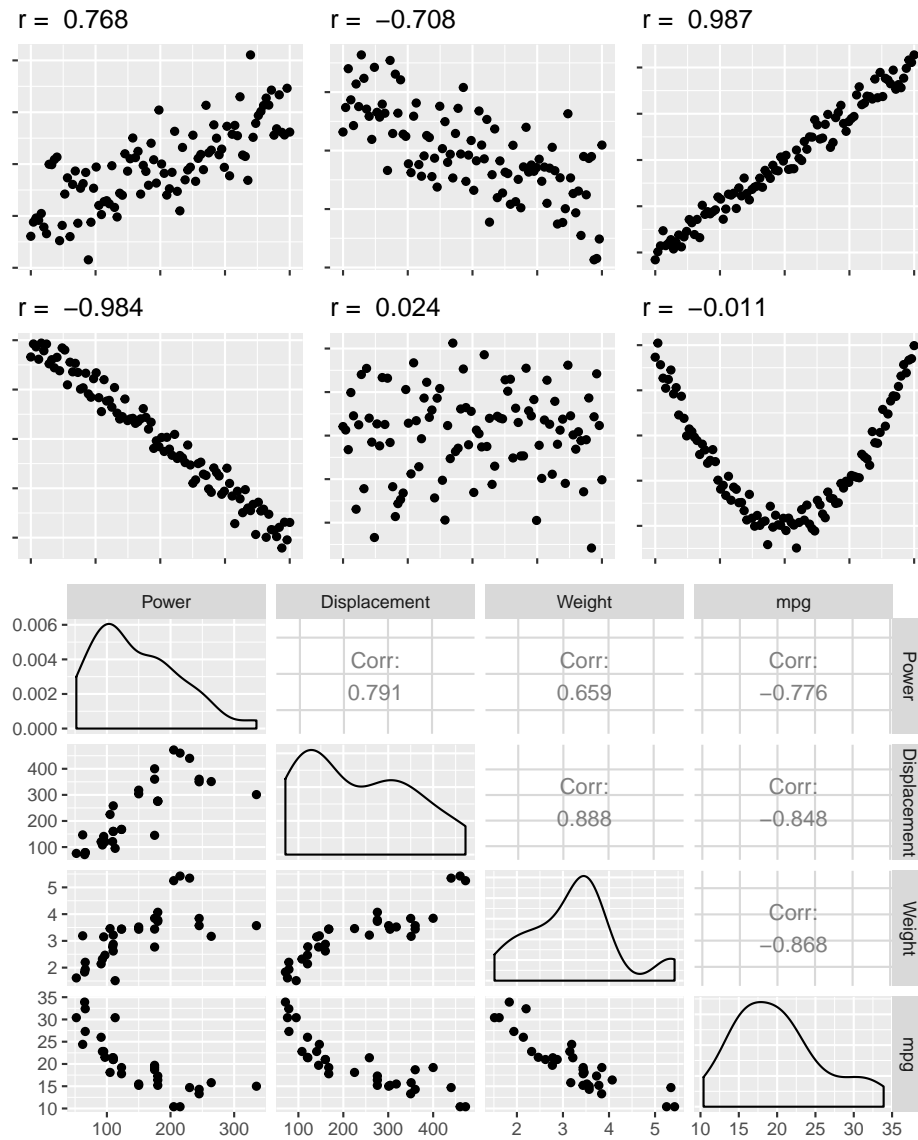 r = 0.768 r = −0.708 r = 0.987
r = −0.984 r = 0.024 r = −0.011
Power Displacement Weight mpg
0.006
0.004
0.002
0.000
Corr:
0.791
Corr:
0.659
Corr:
−0.776
Power
400
300
200
100
Corr:
0.888
Corr:
−0.848
Displacement
5
4
3
2
Corr:
−0.868
Weight
35
30
25
20
15
10
mpg
100 200 300 100 200 300 400 2 3 4 5 10 15 20 25 30 35